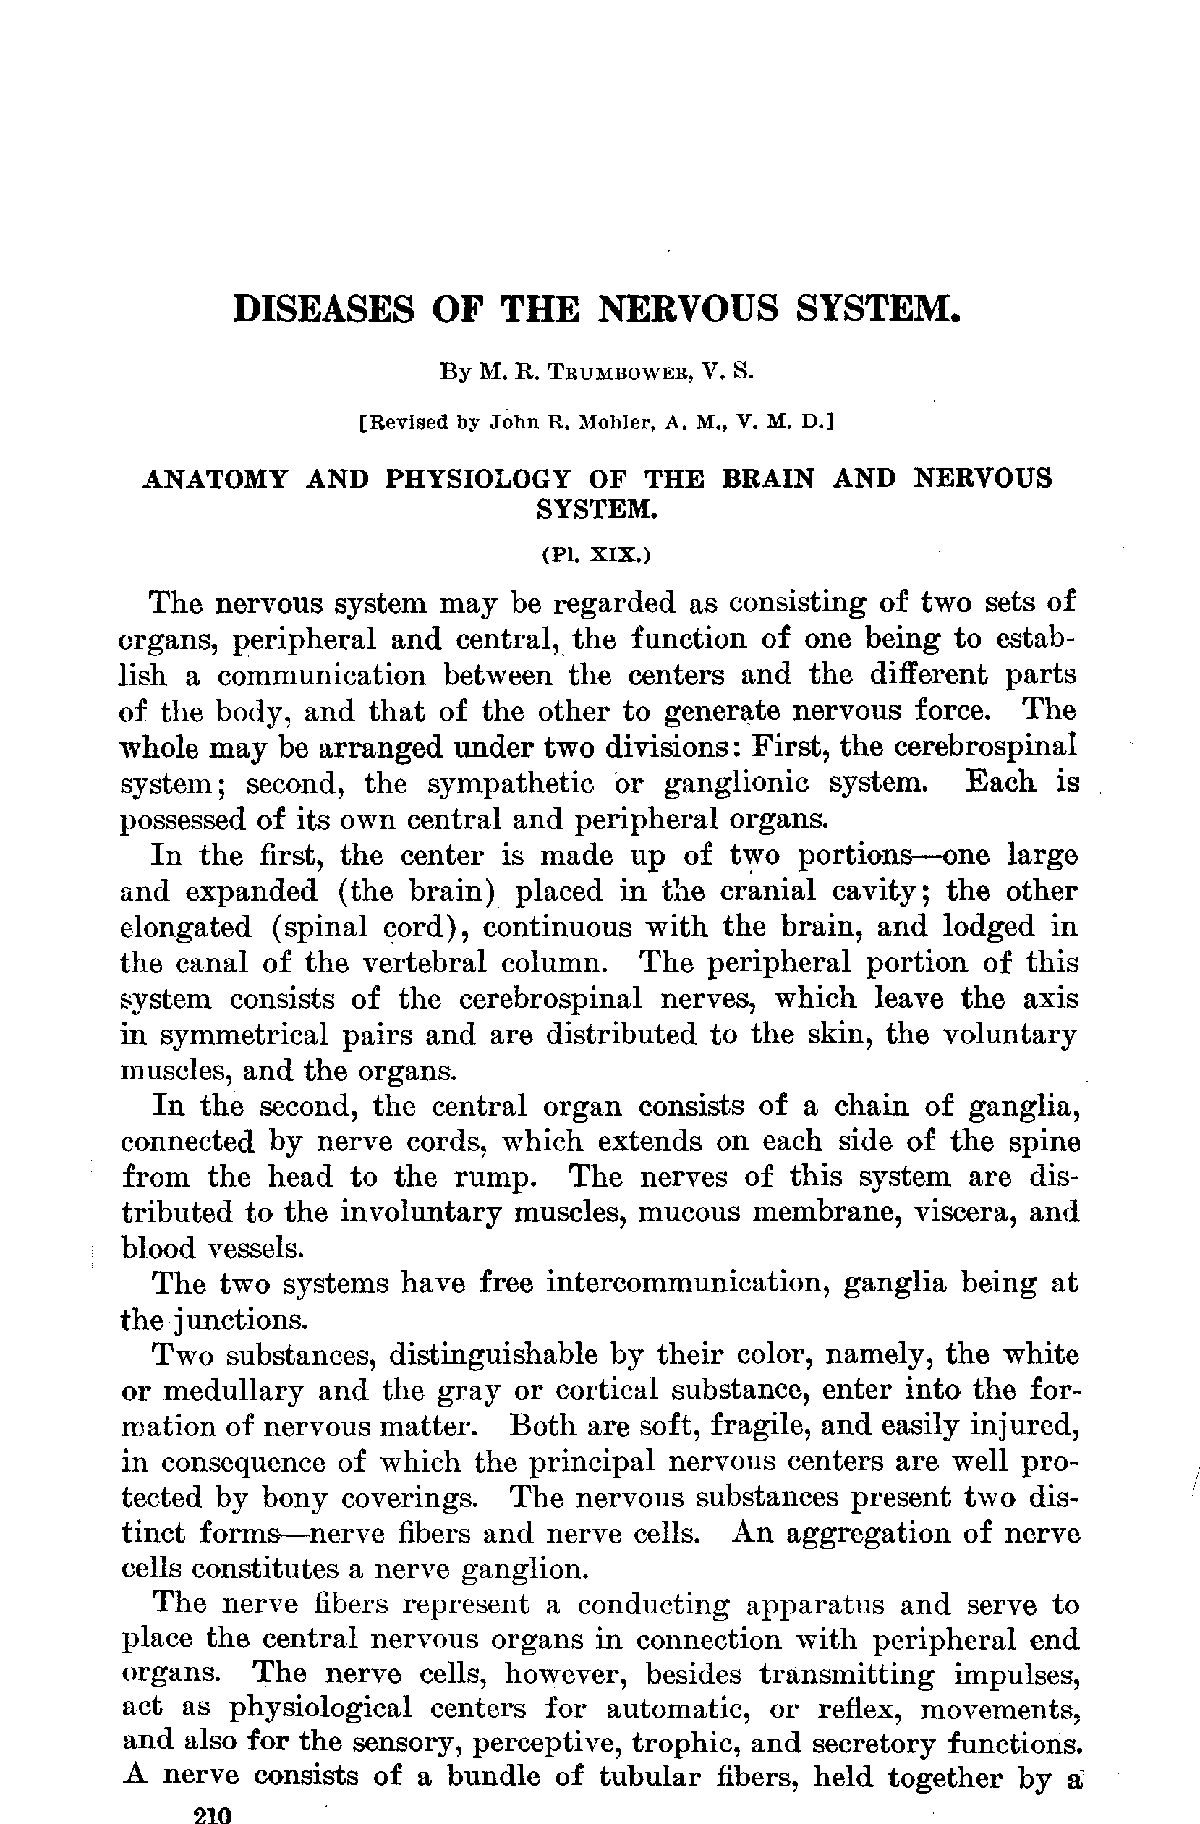 DISEASES OF THE NERVOUS SYSTEM.
By M. R. TRUMBOWER, V. S.
[Revised by John R. Mohler, A. M., V. M. D.]
ANATOMY AND PHYSIOLOGY OF THE BRAIN AND NERVOUS
SYSTEM.
(Pl. XIX.)
The nervous system may be regarded as consisting of two sets of
organs, peripheral and central, the function of one being to estab-
lish a communication between the centers and the different parts
of the body, and that of the other to generate nervous force. The
whole may be arranged under two divisions: First, the cerebrospinal
system; second, the sympathetic or ganglionic system. Each is
possessed of its own central and peripheral organs.
In the first, the center is made up of two portions—one large
and expanded (the brain) placed in the cranial cavity; the other
elongated (spinal cord), continuous with the brain, and lodged in
the canal of the vertebral column. The peripheral portion of this
system consists of the cerebrospinal nerves, which leave the axis
in symmetrical pairs and are distributed to the skin, the voluntary
muscles, and the organs.
In the second, the central organ consists of a chain of ganglia,
connected by nerve cords, which extends on each side of the spine
from the head to the rump. The nerves of this system are dis-
tributed to the involuntary muscles, mucous membrane, viscera, and
blood vessels.
The two systems have free intercommunication, ganglia being at
the junctions.
Two substances, distinguishable by their color, namely, the white
or medullary and the gray or cortical substance, enter into the for-
mation of nervous matter. Both are soft, fragile, and easily injured,
in consequence of which the principal nervous centers are well pro-
tected by bony coverings. The nervous substances present two dis-
tinct forms—nerve fibers and nerve cells. An aggregation of nerve
cells constitutes a nerve ganglion.
The nerve fibers represent a conducting apparatus and serve to
place the central nervous organs in connection with peripheral end
organs. The nerve cells, however, besides transmitting impulses,
act as physiological centers for automatic, or reflex, movements,
and also for the sensory, perceptive, trophic, and secretory functions.
A nerve consists of a bundle of tubular fibers, held together by a
210